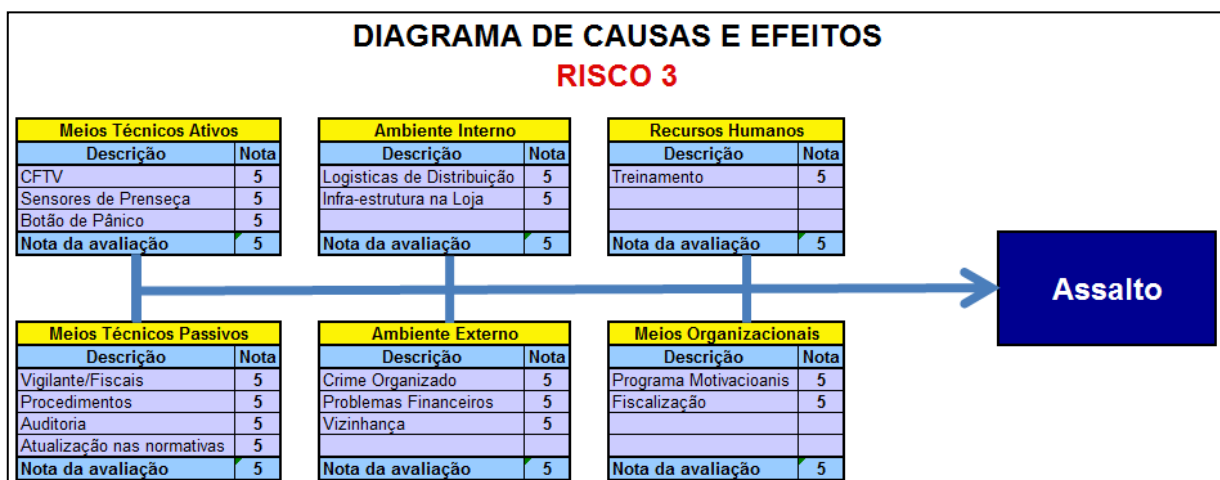 DIAGRAMA DE CAUSAS E EFEITOS
RISCO 3
Meios Técnicos Ativos
Descrição Nota
CFTV 5
Sensores de Prenseça 5
Botão de Pânico 5
Nota da avaliação 5
Ambiente Interno
Descrição Nota
Logisticas de Distribuição 5
Infra-estrutura na Loja 5
Nota da avaliação 5
Recursos Humanos
Descrição Nota
Treinamento 5
Nota da avaliação 5
Assalto
Meios Técnicos Passivos
Descrição Nota
Vigilante/Fiscais 5
Procedimentos 5
Auditoria 5
Atualização nas normativas 5
Nota da avaliação 5
Ambiente Externo
Descrição Nota
Crime Organizado 5
Problemas Financeiros 5
Vizinhança 5
Nota da avaliação 5
Meios Organizacionais
Descrição Nota
Programa Motivacioanis 5
Fiscalização 5
Nota da avaliação 5